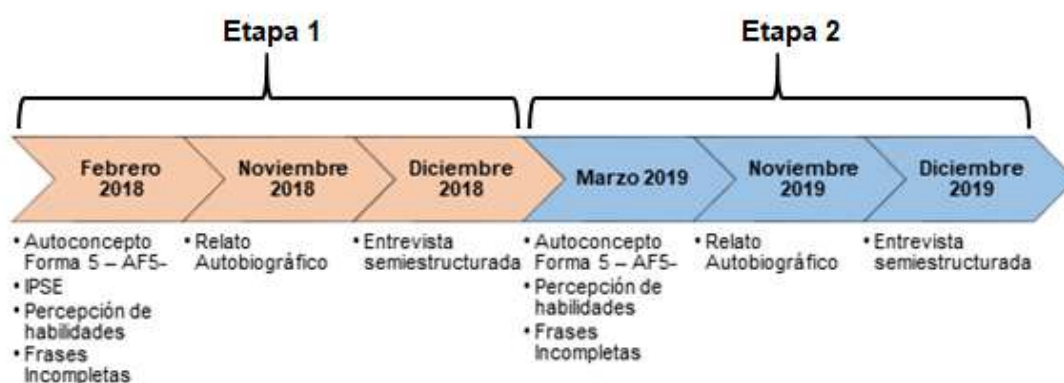 Etapa 1
Etapa 2
Febrero
2018
Noviembre
2018
Diciembre
2018
Marzo 2019
Noviembre
2019
Diciembre
2019
• Autoconcepto
Forma 5 – AF5-
• IPSE
• Percepción de
habilidades
• Frases
Incompletas
• Relato
Autobiográfico
• Entrevista
semiestructurada
• Autoconcepto
Forma 5 – AF5-
• Percepción de
habilidades
• Frases
Incompletas
• Relato
Autobiográfico
• Entrevista
semiestructurada